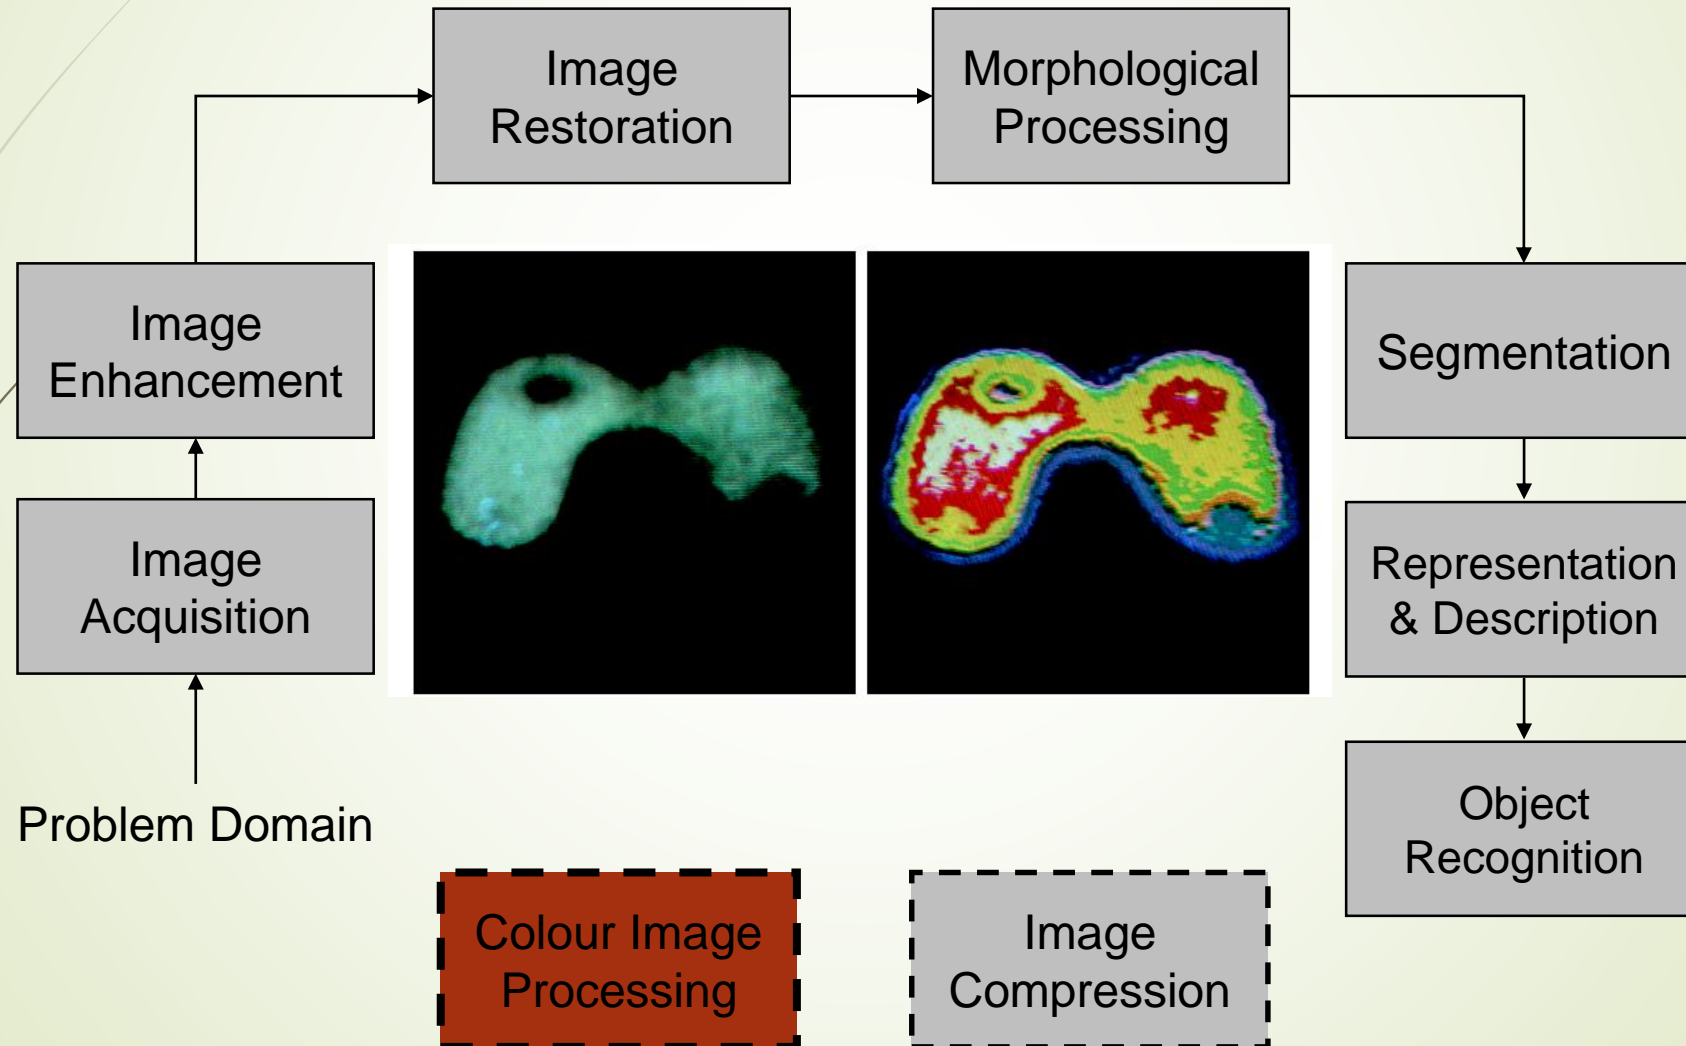 Image
Restoration
Morphological
Processing
Image
Enhancement
Segmentation
Image
Acquisition
Representation
& Description
Problem Domain
Object
Recognition
Colour Image
Processing
Image
Compression